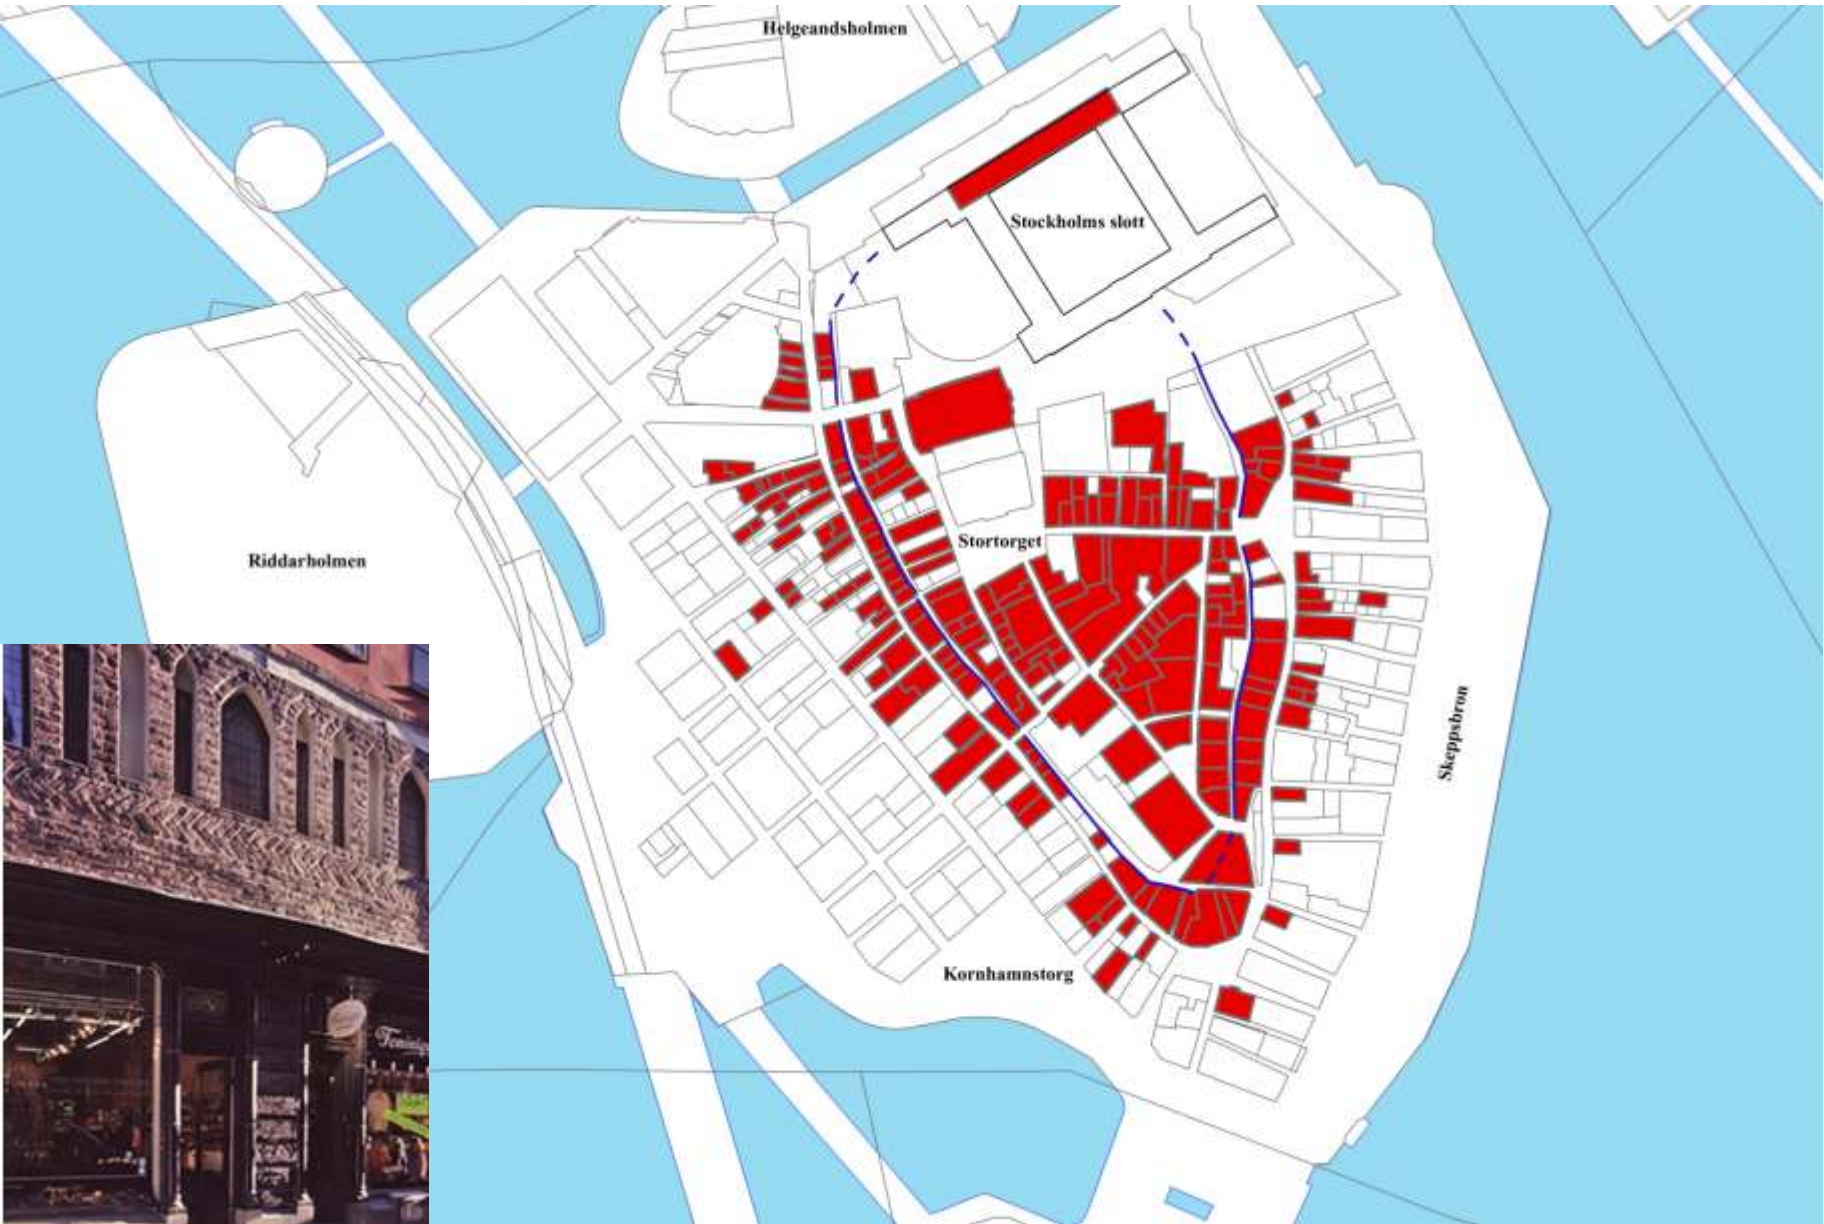 Helgeandsholmen
Stockholms slott
Stortorget
Riddarholmen
Skeppsbron
Kornhamnstorg